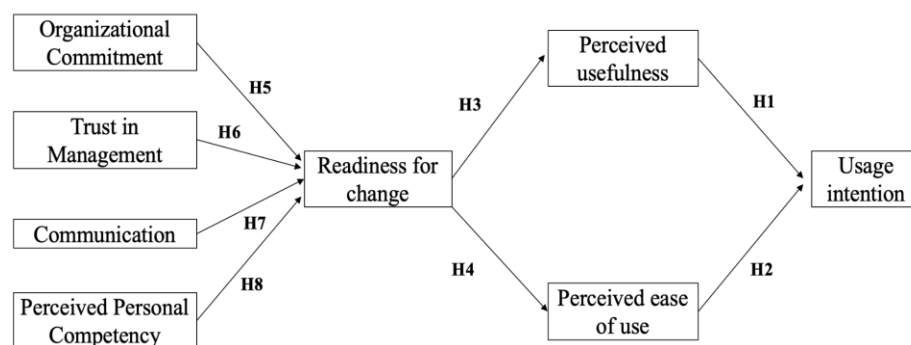 Organizational
Commitment
H5
Trust in
Management
H6
Communication
H7
Perceived Personal
Competency
H8
Readiness for
change
H3
H4
Perceived
usefulness
H1
Perceived ease
of use
H2
Usage
intention